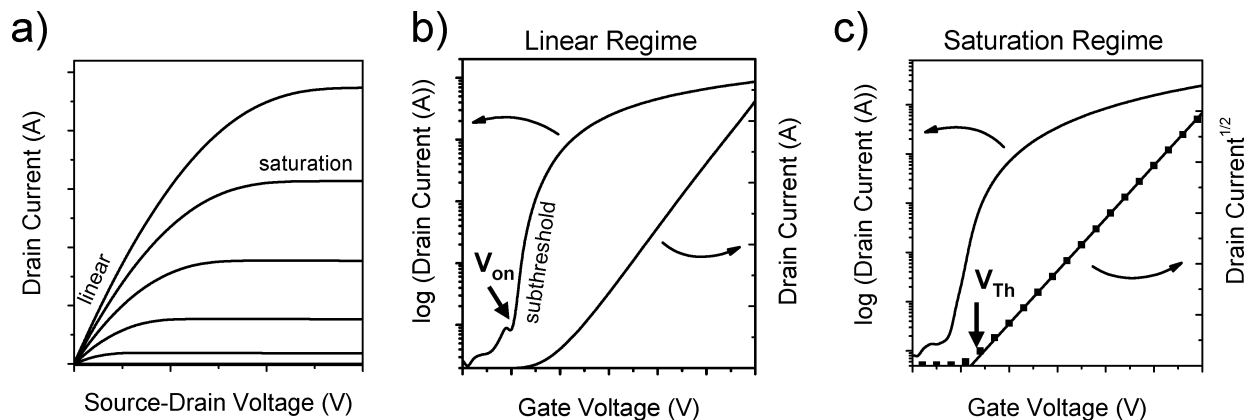 a)
Drain Current (A)
linear
saturation
Source-Drain Voltage (V)
b)
Linear Regime
log (Drain Current (A))
V_on
subthreshold
Drain Current (A)
Gate Voltage (V)
c)
Saturation Regime
log (Drain Current (A))
V_Th
Drain Current^1/2
Gate Voltage (V)